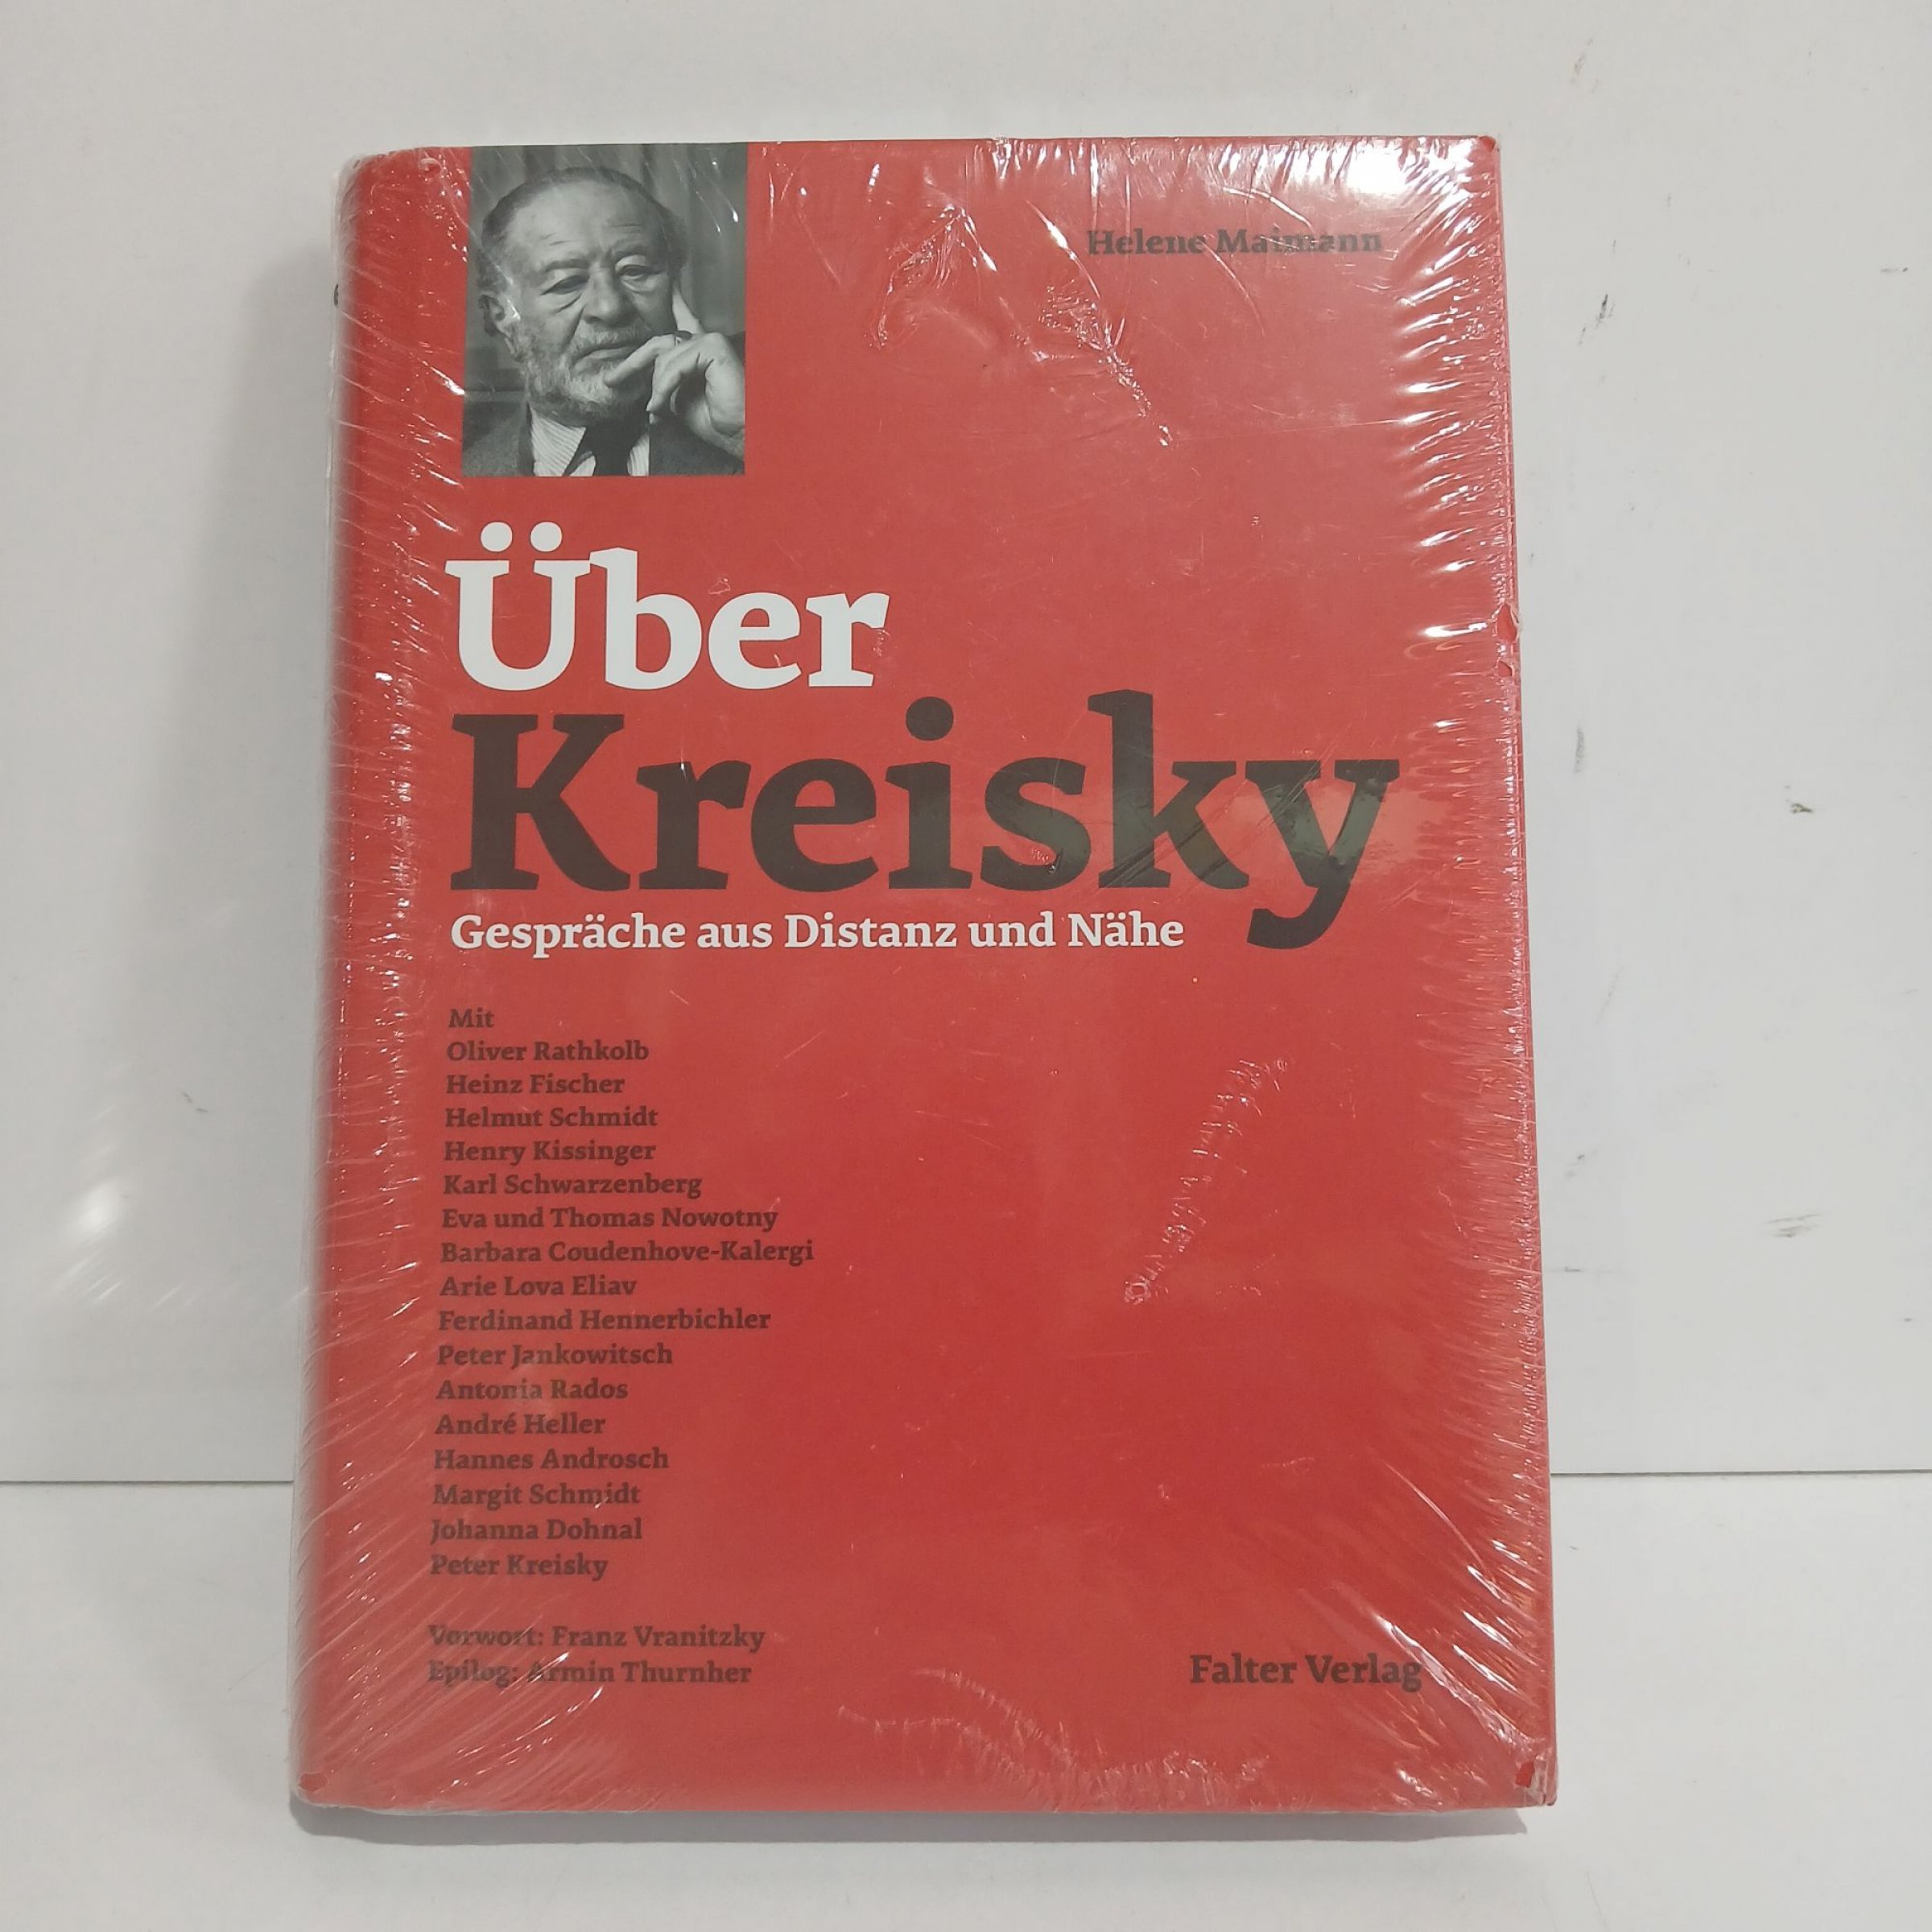 Helene Maimann
Über
Kreisky
Gespräche aus Distanz und Nähe
Mit
Oliver Rathkolb
Heinz Fischer
Helmut Schmidt
Henry Kissinger
Karl Schwarzenberg
Eva und Thomas Nowotny
Barbara Coudenhove-Kalergi
Arie Lova Eliav
Ferdinand Hennerbichler
Peter Jankowitsch
Antonia Rados
André Heller
Hannes Androsch
Margit Schmidt
Johanna Dohnal
Peter Kreisky
Vorwort: Franz Vranitzky
Epilog: Armin Thurnher
Falter Verlag